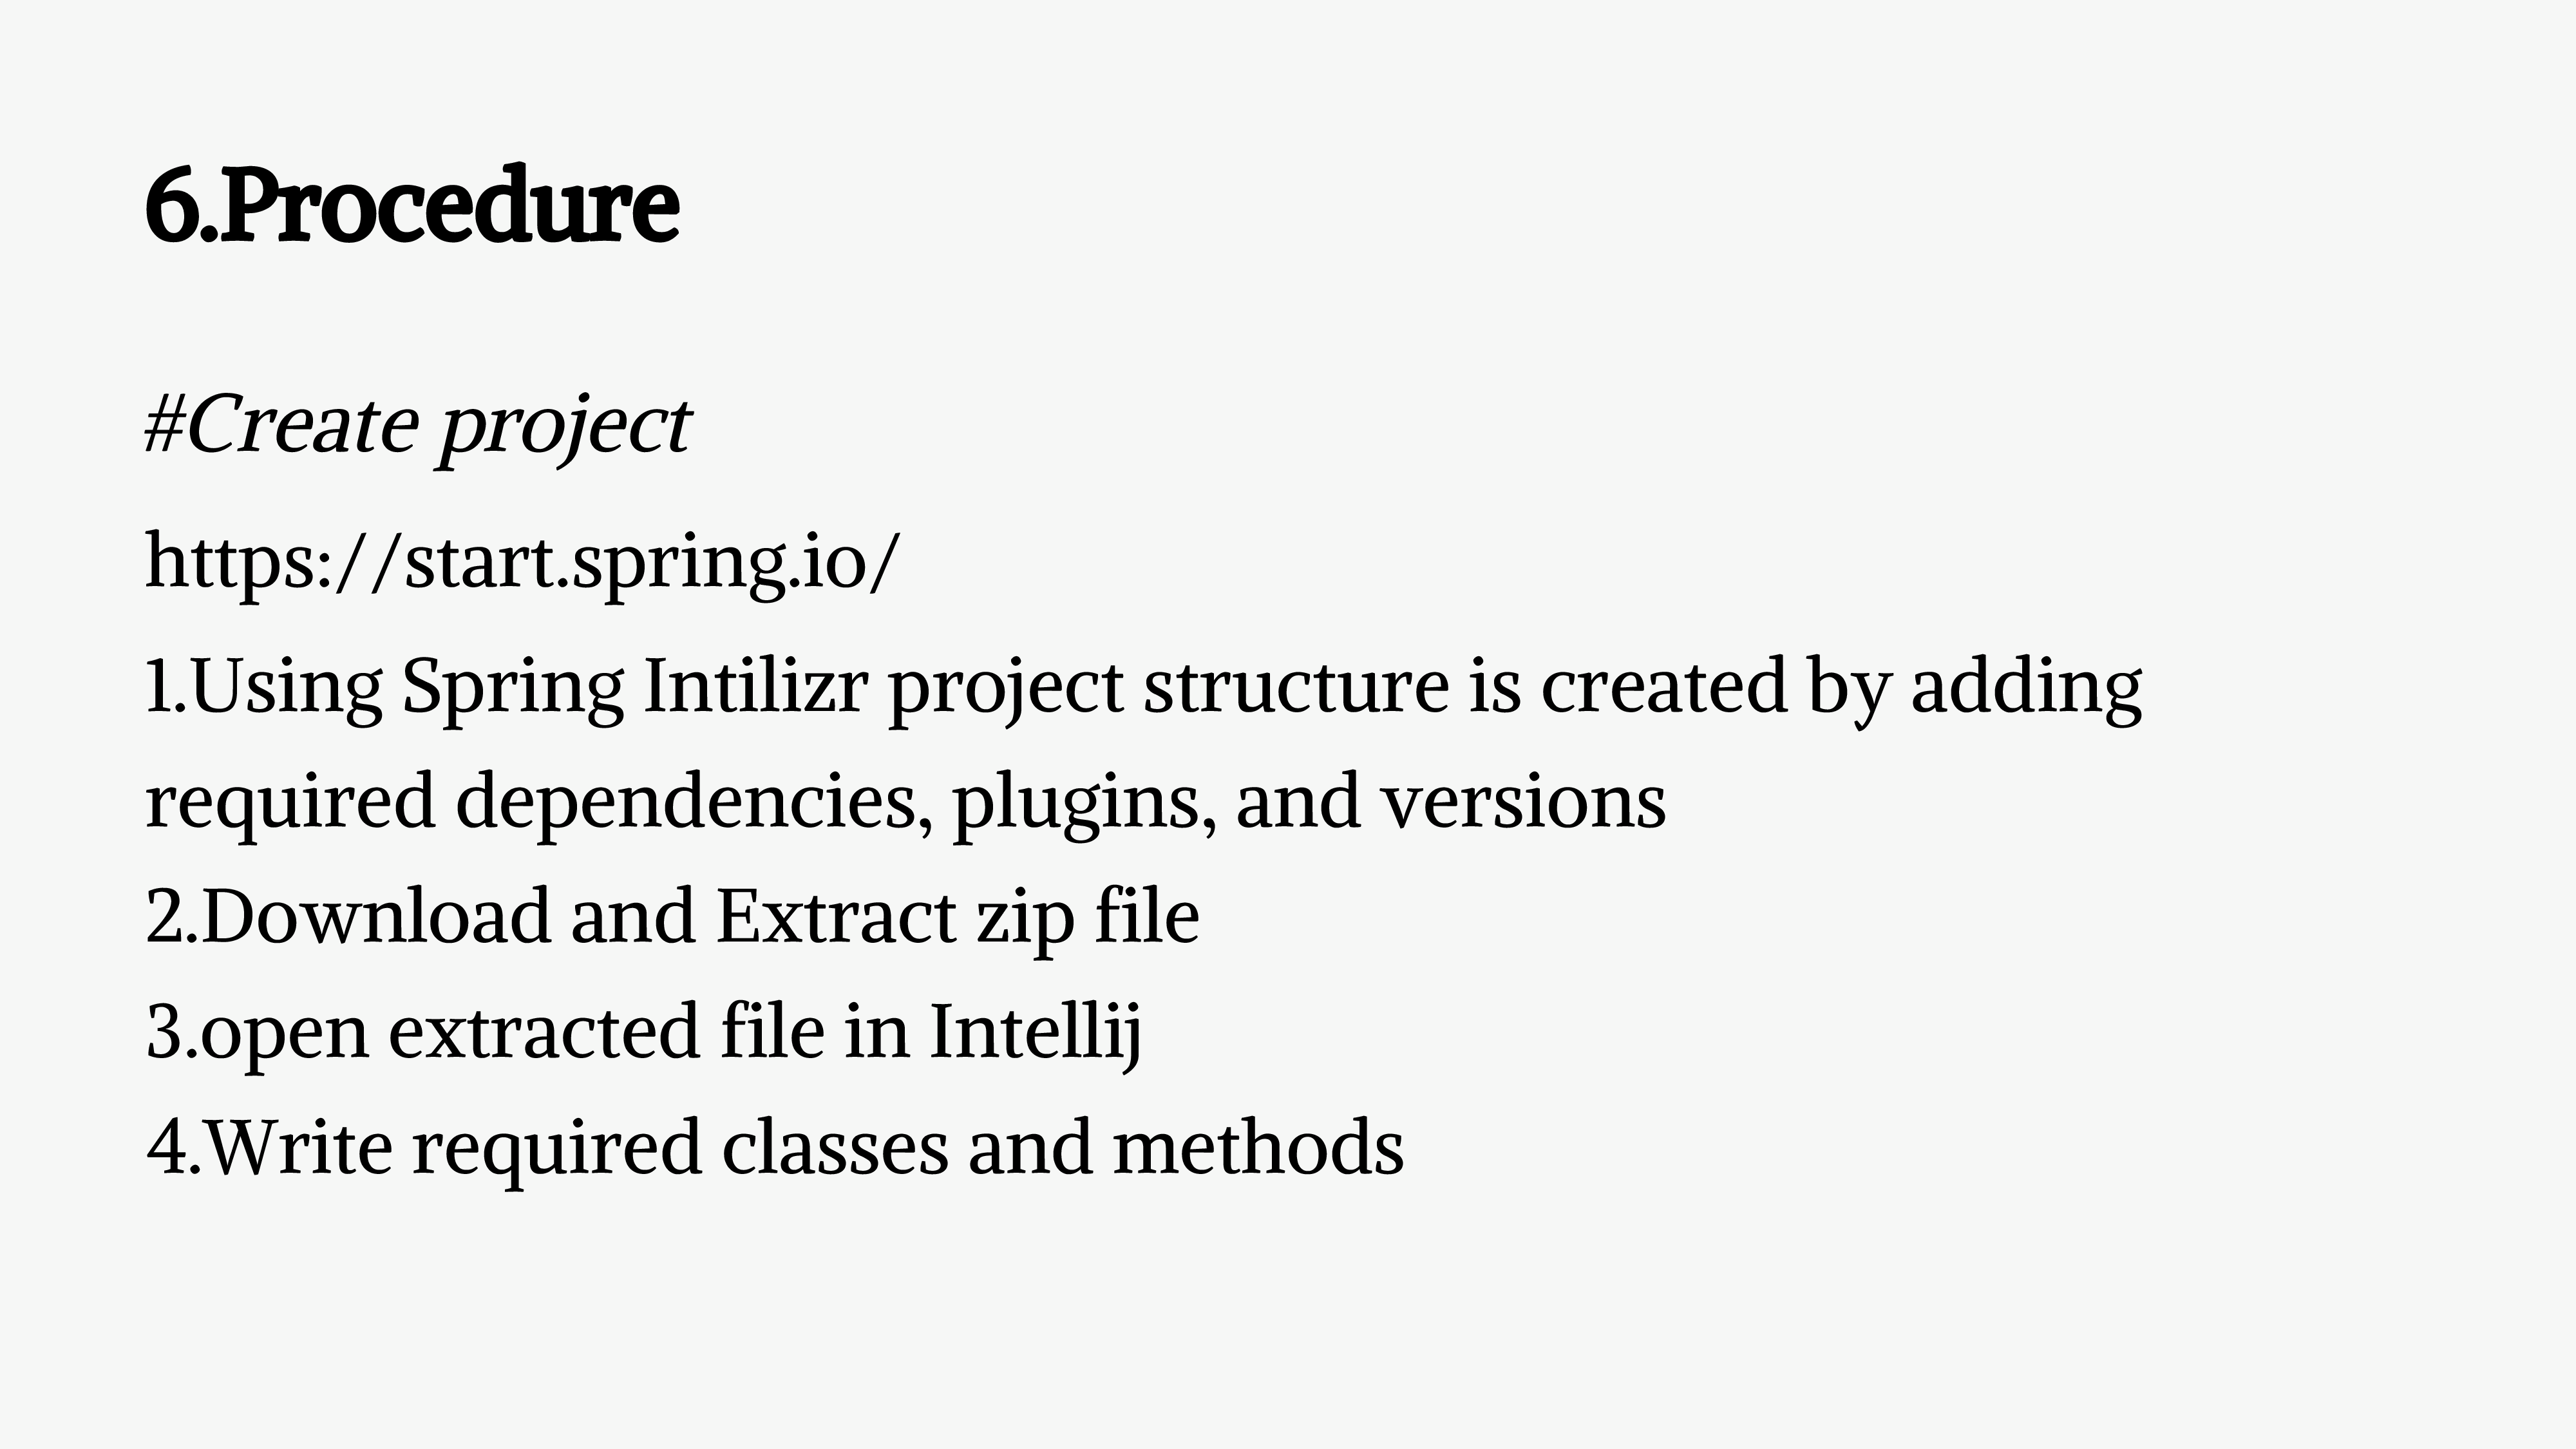 6.Procedure
#Create project
https://start.spring.io/
1.Using Spring Intilizr project structure is created by adding
required dependencies, plugins, and versions
2.Download and Extract zip file
3.open extracted file in Intellij
4.Write required classes and methods